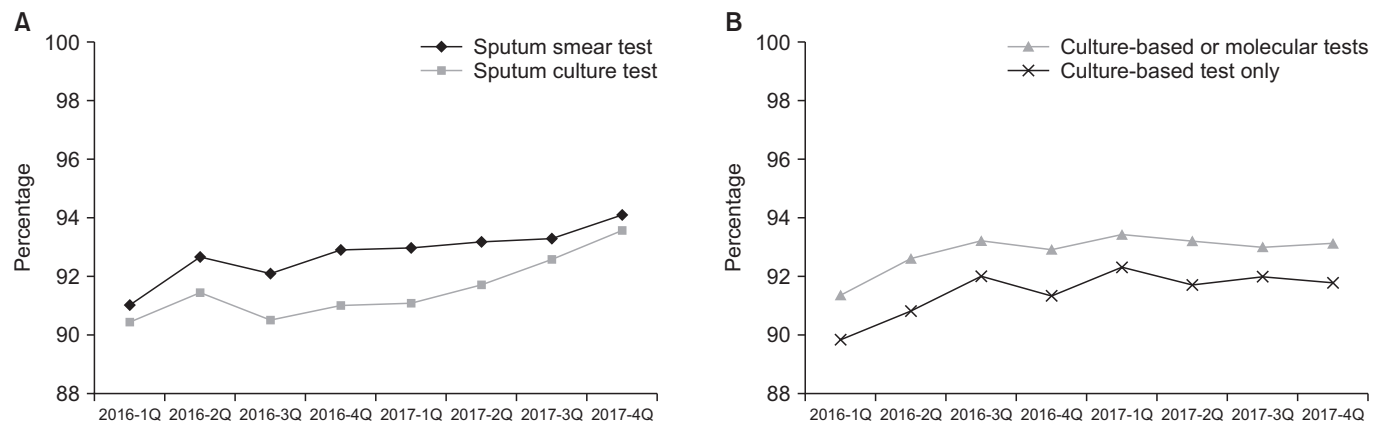 A
100
98
96
94
92
90
88
Percentage
Sputum smear test
Sputum culture test
2016-1Q 2016-2Q 2016-3Q 2016-4Q 2017-1Q 2017-2Q 2017-3Q 2017-4Q
B
100
98
96
94
92
90
88
Percentage
Culture-based or molecular tests
Culture-based test only
2016-1Q 2016-2Q 2016-3Q 2016-4Q 2017-1Q 2017-2Q 2017-3Q 2017-4Q